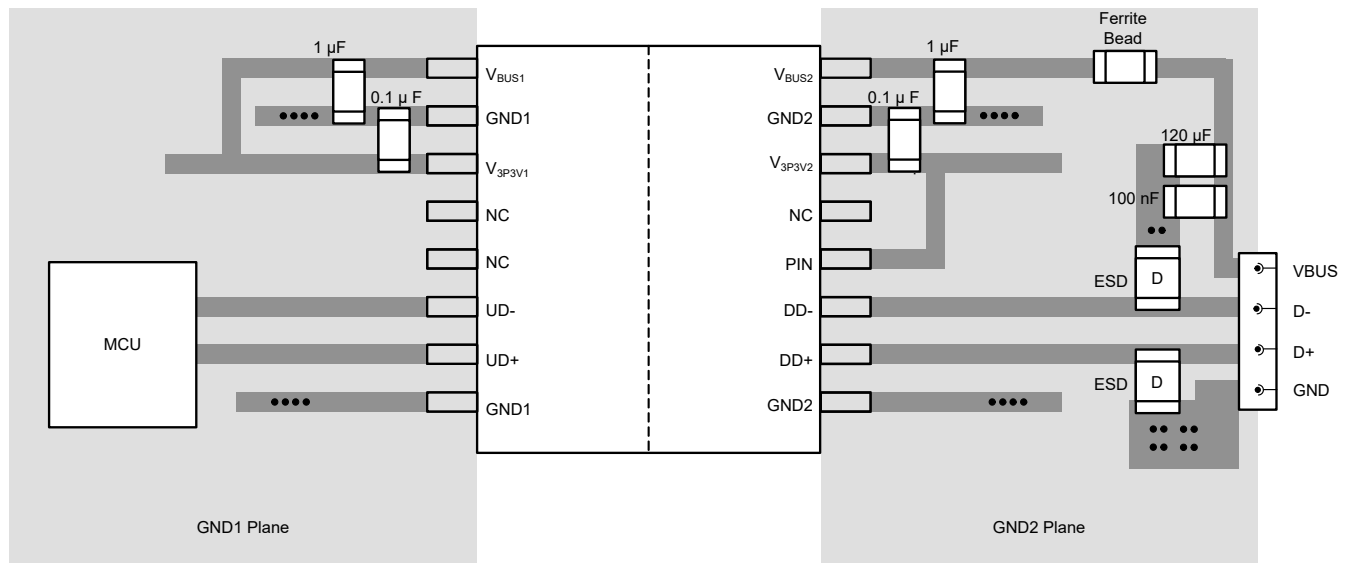 Ferrite
Bead
1 µF
1 µF
VBUS1
VBUS2
0.1 µ F
0.1 µ F
GND1
GND2
120 µF
V3P3V1
V3P3V2
100 nF
NC
NC
NC
PIN
ESD
D
VBUS
UD-
DD-
D-
MCU
UD+
DD+
D+
ESD
D
GND
GND1
GND2
GND1 Plane
GND2 Plane